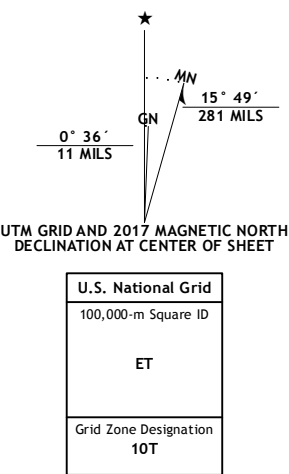 MN
15° 49´
281 MILS
GN
0° 36´
11 MILS
UTM GRID AND 2017 MAGNETIC NORTH
DECLINATION AT CENTER OF SHEET
U.S. National Grid
100,000-m Square ID
ET
Grid Zone Designation
10T